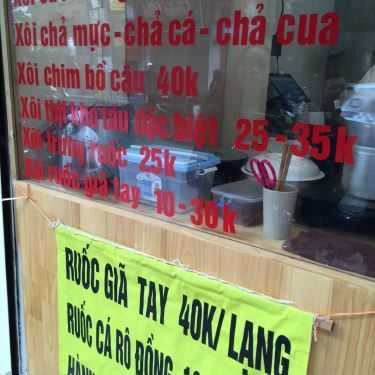 Xôi chả mực - chả cá - chả cua
Xôi chim bồ câu 40k
Xôi thịt kho tàu đặc biệt 25 - 35k
Xôi trứng ruốc 25k
Xôi ruốc giã tay 10 - 30k
RUỐC GIÃ TAY 40K/LẠNG
RUỐC CÁ RÔ ĐỒNG
HÀNH